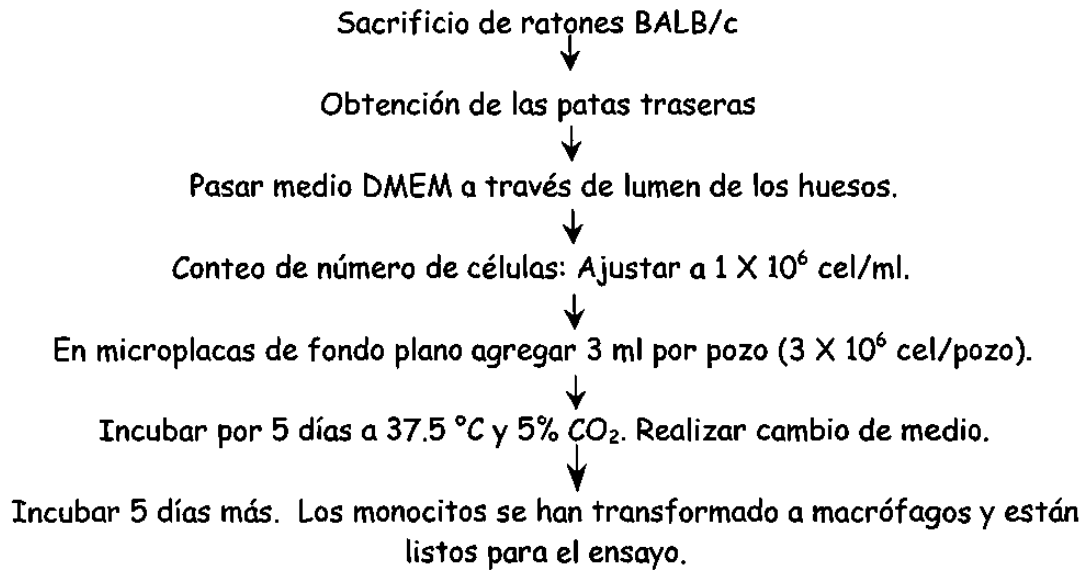 Sacrificio de ratones BALB/c
Obtención de las patas traseras
Pasar medio DMEM a través de lumen de los huesos.
Conteo de número de células: Ajustar a 1 X 10⁶ cel/ml.
En microplacas de fondo plano agregar 3 ml por pozo (3 X 10⁶ cel/pozo).
Incubar por 5 días a 37.5 °C y 5% CO₂. Realizar cambio de medio.
Incubar 5 días más. Los monocitos se han transformado a macrófagos y están
listos para el ensayo.